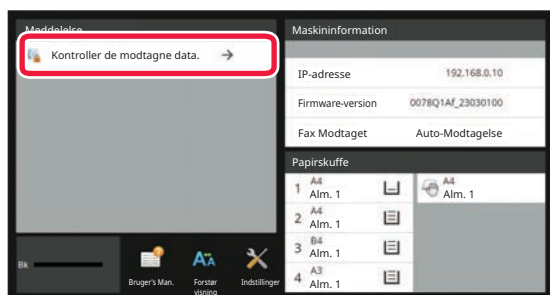 Meddelelse
Kontroller de modtagne data.
Bk
Bruger's Man.
Forstør
visning
Indstillinger
Maskininformation
IP-adresse 192.168.0.10
Firmware-version 0078Q1Af_23030100
Fax Modtaget Auto-Modtagelse
Papirskuffe
1 A4
Alm. 1
A4
Alm. 1
2 A4
Alm. 1
3 B4
Alm. 1
4 A3
Alm. 1